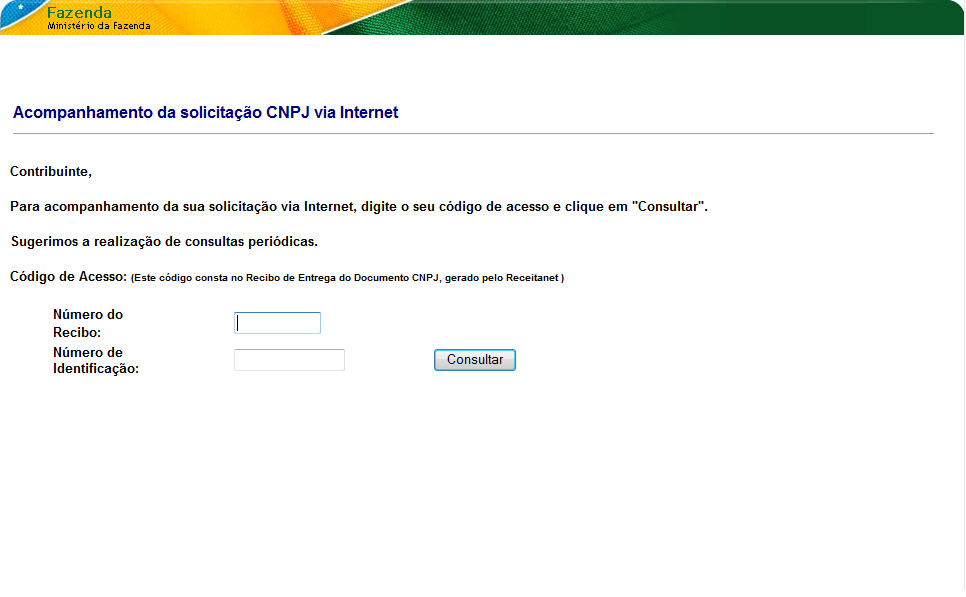 Fazenda
Ministério da Fazenda
Acompanhamento da solicitação CNPJ via Internet
Contribuinte,
Para acompanhamento da sua solicitação via Internet, digite o seu código de acesso e clique em "Consultar".
Sugerimos a realização de consultas periódicas.
Código de Acesso: (Este código consta no Recibo de Entrega do Documento CNPJ, gerado pelo Receitanet )
Número do
Recibo:
Número de
Identificação:
Consultar